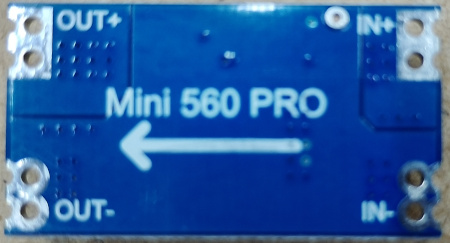 OUT+ IN+
Mini 560 PRO
OUT- IN-